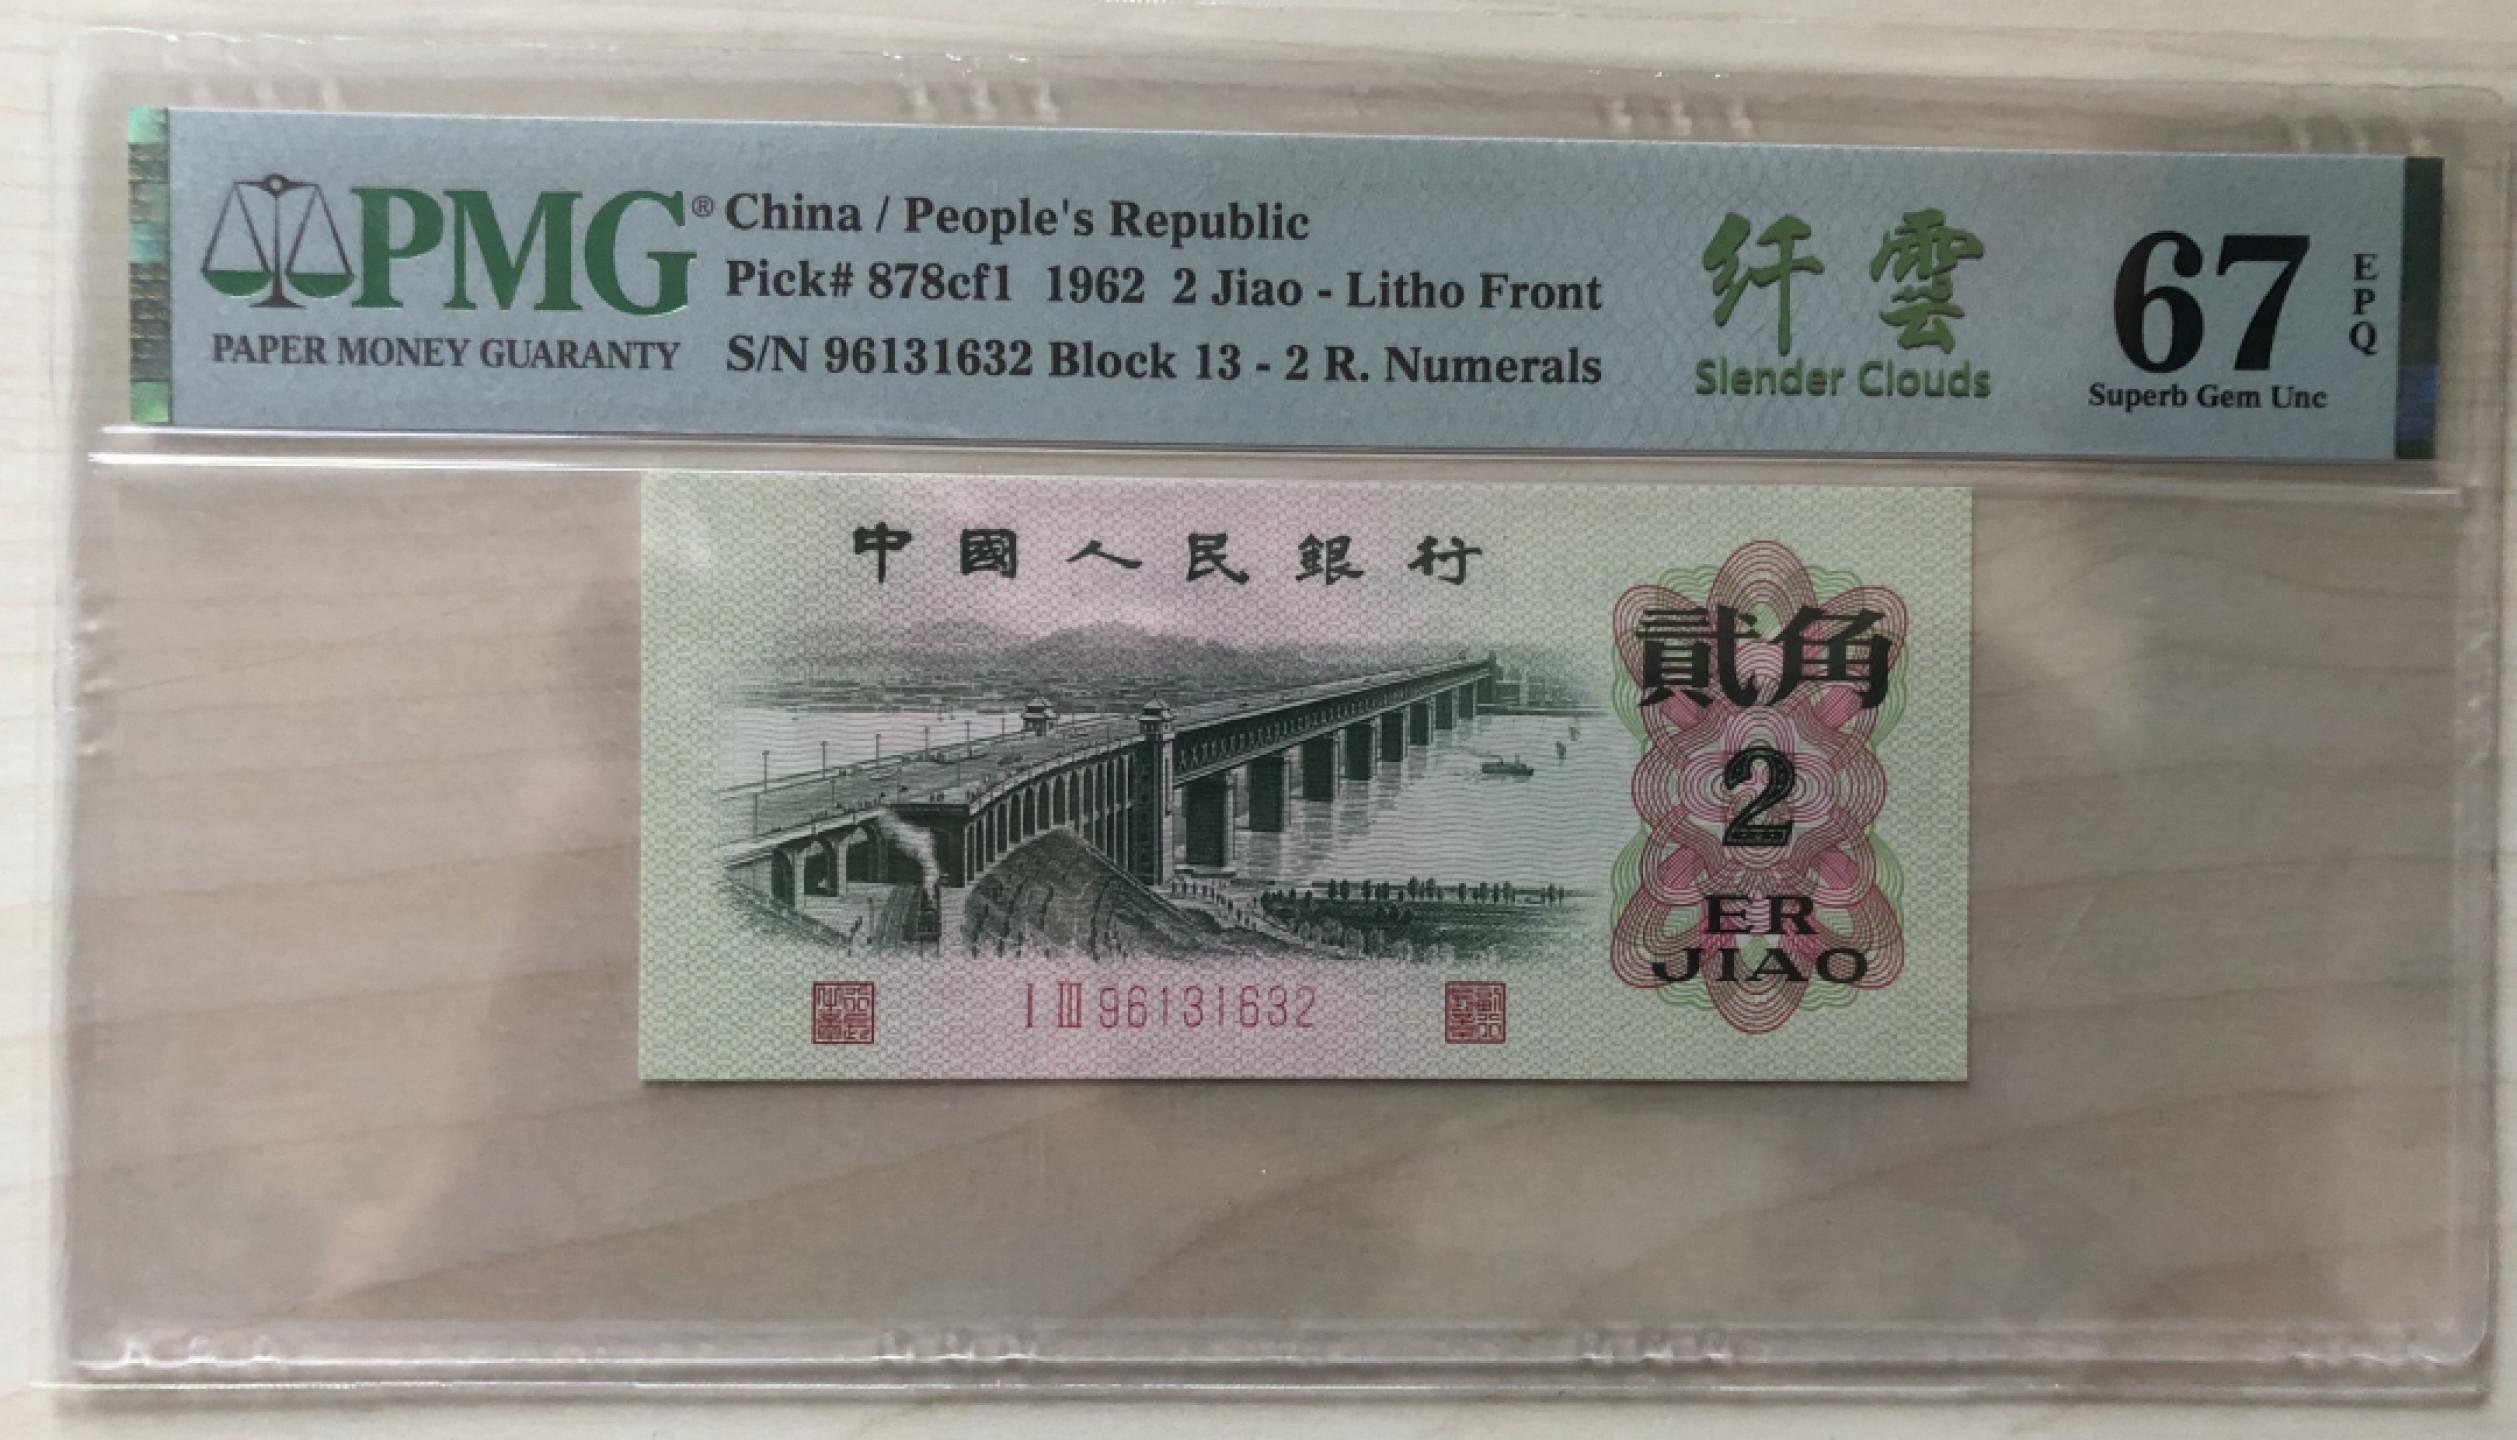 PMG® China / People's Republic
Pick# 878cf1 1962 2 Jiao - Litho Front
PAPER MONEY GUARANTY S/N 96131632 Block 13 - 2 R. Numerals
纤雲
Slender Clouds
67
EPQ
Superb Gem Unc
中國人民銀行
貳角
2
ER
JIAO
I III 96131632